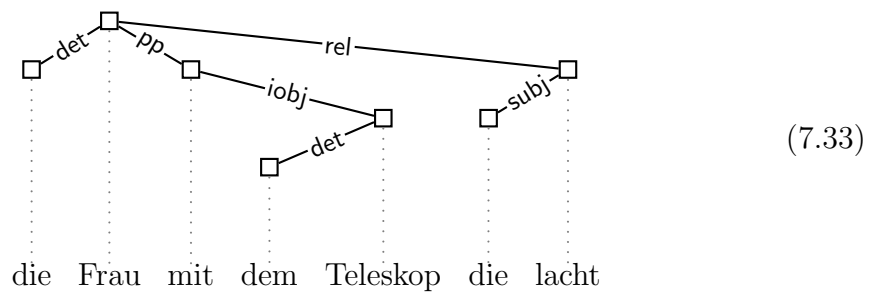 det pp rel
iobj subj
(7.33)
det
die Frau mit dem Teleskop die lacht